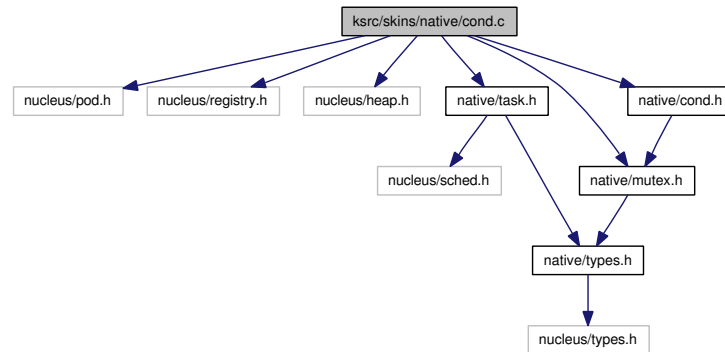 ksrc/skins/native/cond.c
nucleus/pod.h
nucleus/registry.h
nucleus/heap.h
native/task.h
native/cond.h
nucleus/sched.h
native/mutex.h
native/types.h
nucleus/types.h